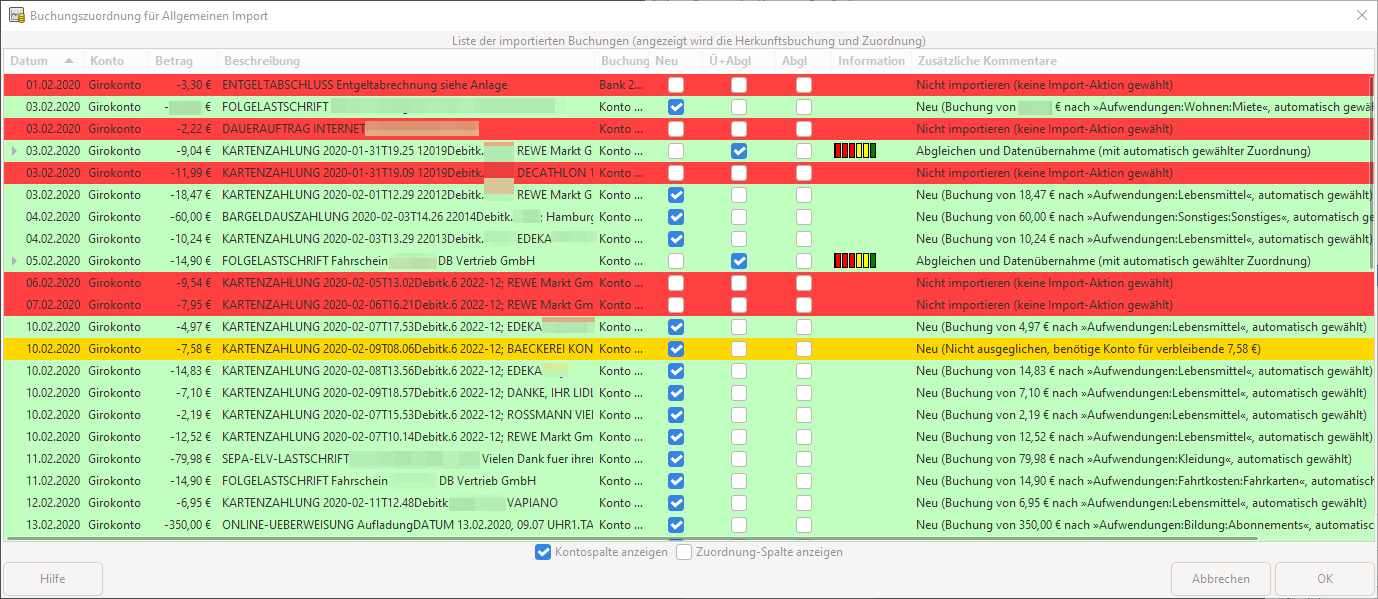 Buchungszuordnung für Allgemeinen Import
Liste der importierten Buchungen (angezeigt wird die Herkunftsbuchung und Zuordnung)
Datum Konto Betrag Beschreibung Buchung Neu Ü+Abgl Abgl Information Zusätzliche Kommentare
01.02.2020 Girokonto -3,30 € ENTGELTABSCHLUSS Entgeltabrechnung siehe Anlage Bank 2... Nicht importieren (keine Import-Aktion gewählt)
03.02.2020 Girokonto - € FOLGELASTSCHRIFT Konto ... Neu (Buchung von € nach »Aufwendungen:Wohnen:Miete«, automatisch gewäh
03.02.2020 Girokonto -2,22 € DAUERAUFTRAG INTERNET Konto ... Nicht importieren (keine Import-Aktion gewählt)
03.02.2020 Girokonto -9,04 € KARTENZAHLUNG 2020-01-31T19.25 12019Debitk. REWE Markt G Konto ... Abgleichen und Datenübernahme (mit automatisch gewählter Zuordnung)
03.02.2020 Girokonto -11,99 € KARTENZAHLUNG 2020-01-31T19.09 12019Debitk. DECATHLON 1 Konto ... Nicht importieren (keine Import-Aktion gewählt)
03.02.2020 Girokonto -18,47 € KARTENZAHLUNG 2020-02-01T12.29 22012Debitk. REWE Markt G Konto ... Neu (Buchung von 18,47 € nach »Aufwendungen:Lebensmittel«, automatisch gewählt)
04.02.2020 Girokonto -60,00 € BARGELDAUSZAHLUNG 2020-02-03T14.26 22014Debitk. ; Hamburg Konto ... Neu (Buchung von 60,00 € nach »Aufwendungen:Sonstiges:Sonstiges«, automatisch ge
04.02.2020 Girokonto -10,24 € KARTENZAHLUNG 2020-02-03T13.29 22013Debitk. EDEKA Konto ... Neu (Buchung von 10,24 € nach »Aufwendungen:Lebensmittel«, automatisch gewählt)
05.02.2020 Girokonto -14,90 € FOLGELASTSCHRIFT Fahrschein DB Vertrieb GmbH Konto ... Abgleichen und Datenübernahme (mit automatisch gewählter Zuordnung)
06.02.2020 Girokonto -9,54 € KARTENZAHLUNG 2020-02-05T13.02Debitk.6 2022-12; REWE Markt Gm Konto ... Nicht importieren (keine Import-Aktion gewählt)
07.02.2020 Girokonto -7,95 € KARTENZAHLUNG 2020-02-06T16.21Debitk.6 2022-12; REWE Markt Gm Konto ... Nicht importieren (keine Import-Aktion gewählt)
10.02.2020 Girokonto -4,97 € KARTENZAHLUNG 2020-02-07T17.53Debitk.6 2022-12; EDEKA Konto ... Neu (Buchung von 4,97 € nach »Aufwendungen:Lebensmittel«, automatisch gewählt)
10.02.2020 Girokonto -7,58 € KARTENZAHLUNG 2020-02-09T08.06Debitk.6 2022-12; BAECKEREI KON Konto ... Neu (Nicht ausgeglichen, benötige Konto für verbleibende 7,58 €)
10.02.2020 Girokonto -14,83 € KARTENZAHLUNG 2020-02-08T13.56Debitk.6 2022-12; EDEKA Konto ... Neu (Buchung von 14,83 € nach »Aufwendungen:Lebensmittel«, automatisch gewählt)
10.02.2020 Girokonto -7,10 € KARTENZAHLUNG 2020-02-09T18.57Debitk.6 2022-12; DANKE, IHR LIDL Konto ... Neu (Buchung von 7,10 € nach »Aufwendungen:Lebensmittel«, automatisch gewählt)
10.02.2020 Girokonto -2,19 € KARTENZAHLUNG 2020-02-07T15.53Debitk.6 2022-12; ROSSMANN VIE Konto ... Neu (Buchung von 2,19 € nach »Aufwendungen:Lebensmittel«, automatisch gewählt)
10.02.2020 Girokonto -12,52 € KARTENZAHLUNG 2020-02-07T10.14Debitk.6 2022-12; REWE Markt Gm Konto ... Neu (Buchung von 12,52 € nach »Aufwendungen:Lebensmittel«, automatisch gewählt)
11.02.2020 Girokonto -79,98 € SEPA-ELV-LASTSCHRIFT Vielen Dank fuer ihren Konto ... Neu (Buchung von 79,98 € nach »Aufwendungen:Kleidung«, automatisch gewählt)
11.02.2020 Girokonto -14,90 € FOLGELASTSCHRIFT Fahrschein DB Vertrieb GmbH Konto ... Neu (Buchung von 14,90 € nach »Aufwendungen:Fahrtkosten:Fahrkarten«, automatisch gewählt)
12.02.2020 Girokonto -6,95 € KARTENZAHLUNG 2020-02-11T12.48Debitk VAPIANO Konto ... Neu (Buchung von 6,95 € nach »Aufwendungen:Lebensmittel«, automatisch gewählt)
13.02.2020 Girokonto -350,00 € ONLINE-UEBERWEISUNG AufladungDATUM 13.02.2020, 09.07 UHR1.TA Konto ... Neu (Buchung von 350,00 € nach »Aufwendungen:Bildung:Abonnements«, automatisc
Kontospalte anzeigen Zuordnung-Spalte anzeigen
Hilfe Abbrechen OK